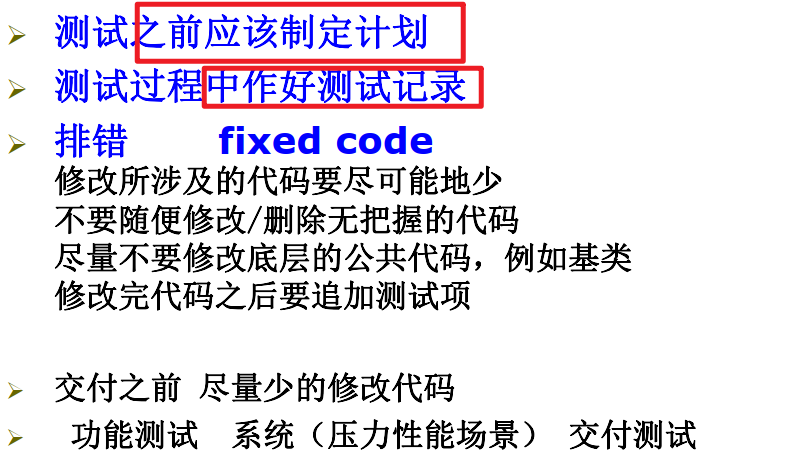 测试之前应该制定计划
测试过程中作好测试记录
排错 fixed code
修改所涉及的代码要尽可能地少
不要随便修改/删除无把握的代码
尽量不要修改底层的公共代码，例如基类
修改完代码之后要追加测试项
交付之前 尽量少的修改代码
功能测试 系统（压力性能场景） 交付测试